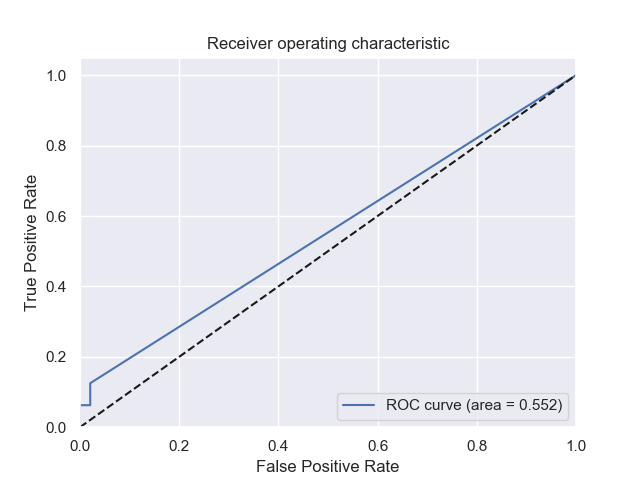 Receiver operating characteristic
1.0
0.8
0.6
0.4
0.2
0.0
True Positive Rate
ROC curve (area = 0.552)
0.0 0.2 0.4 0.6 0.8 1.0
False Positive Rate